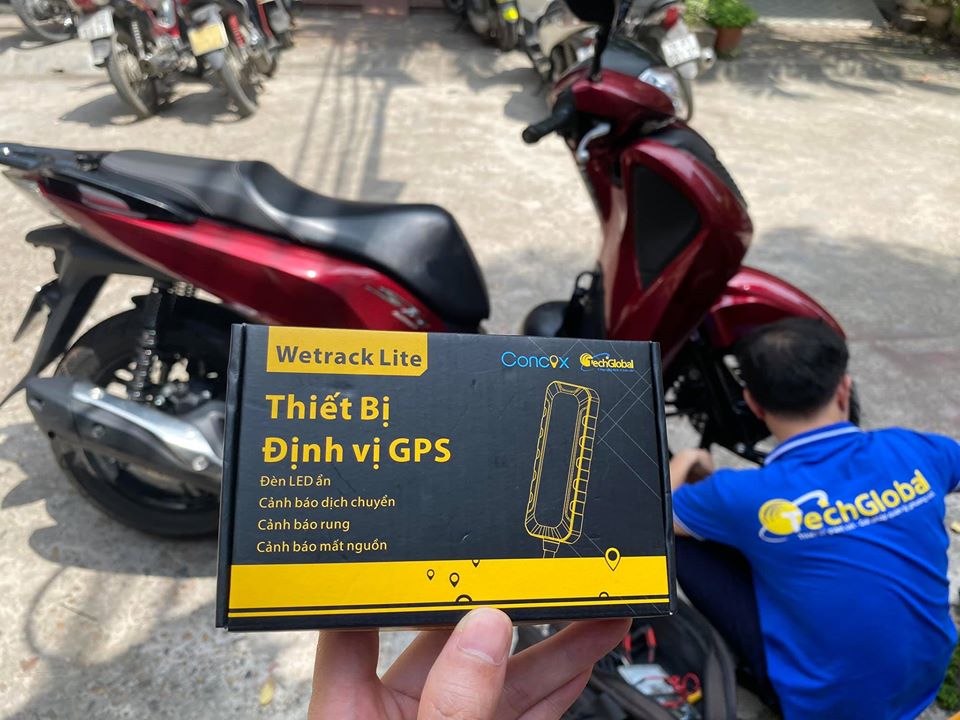 Wetrack Lite
Concox
TechGlobal
Thiết Bị
Định vị GPS
Đèn LED ẩn
Cảnh báo dịch chuyển
Cảnh báo rung
Cảnh báo mất nguồn
TechGlobal